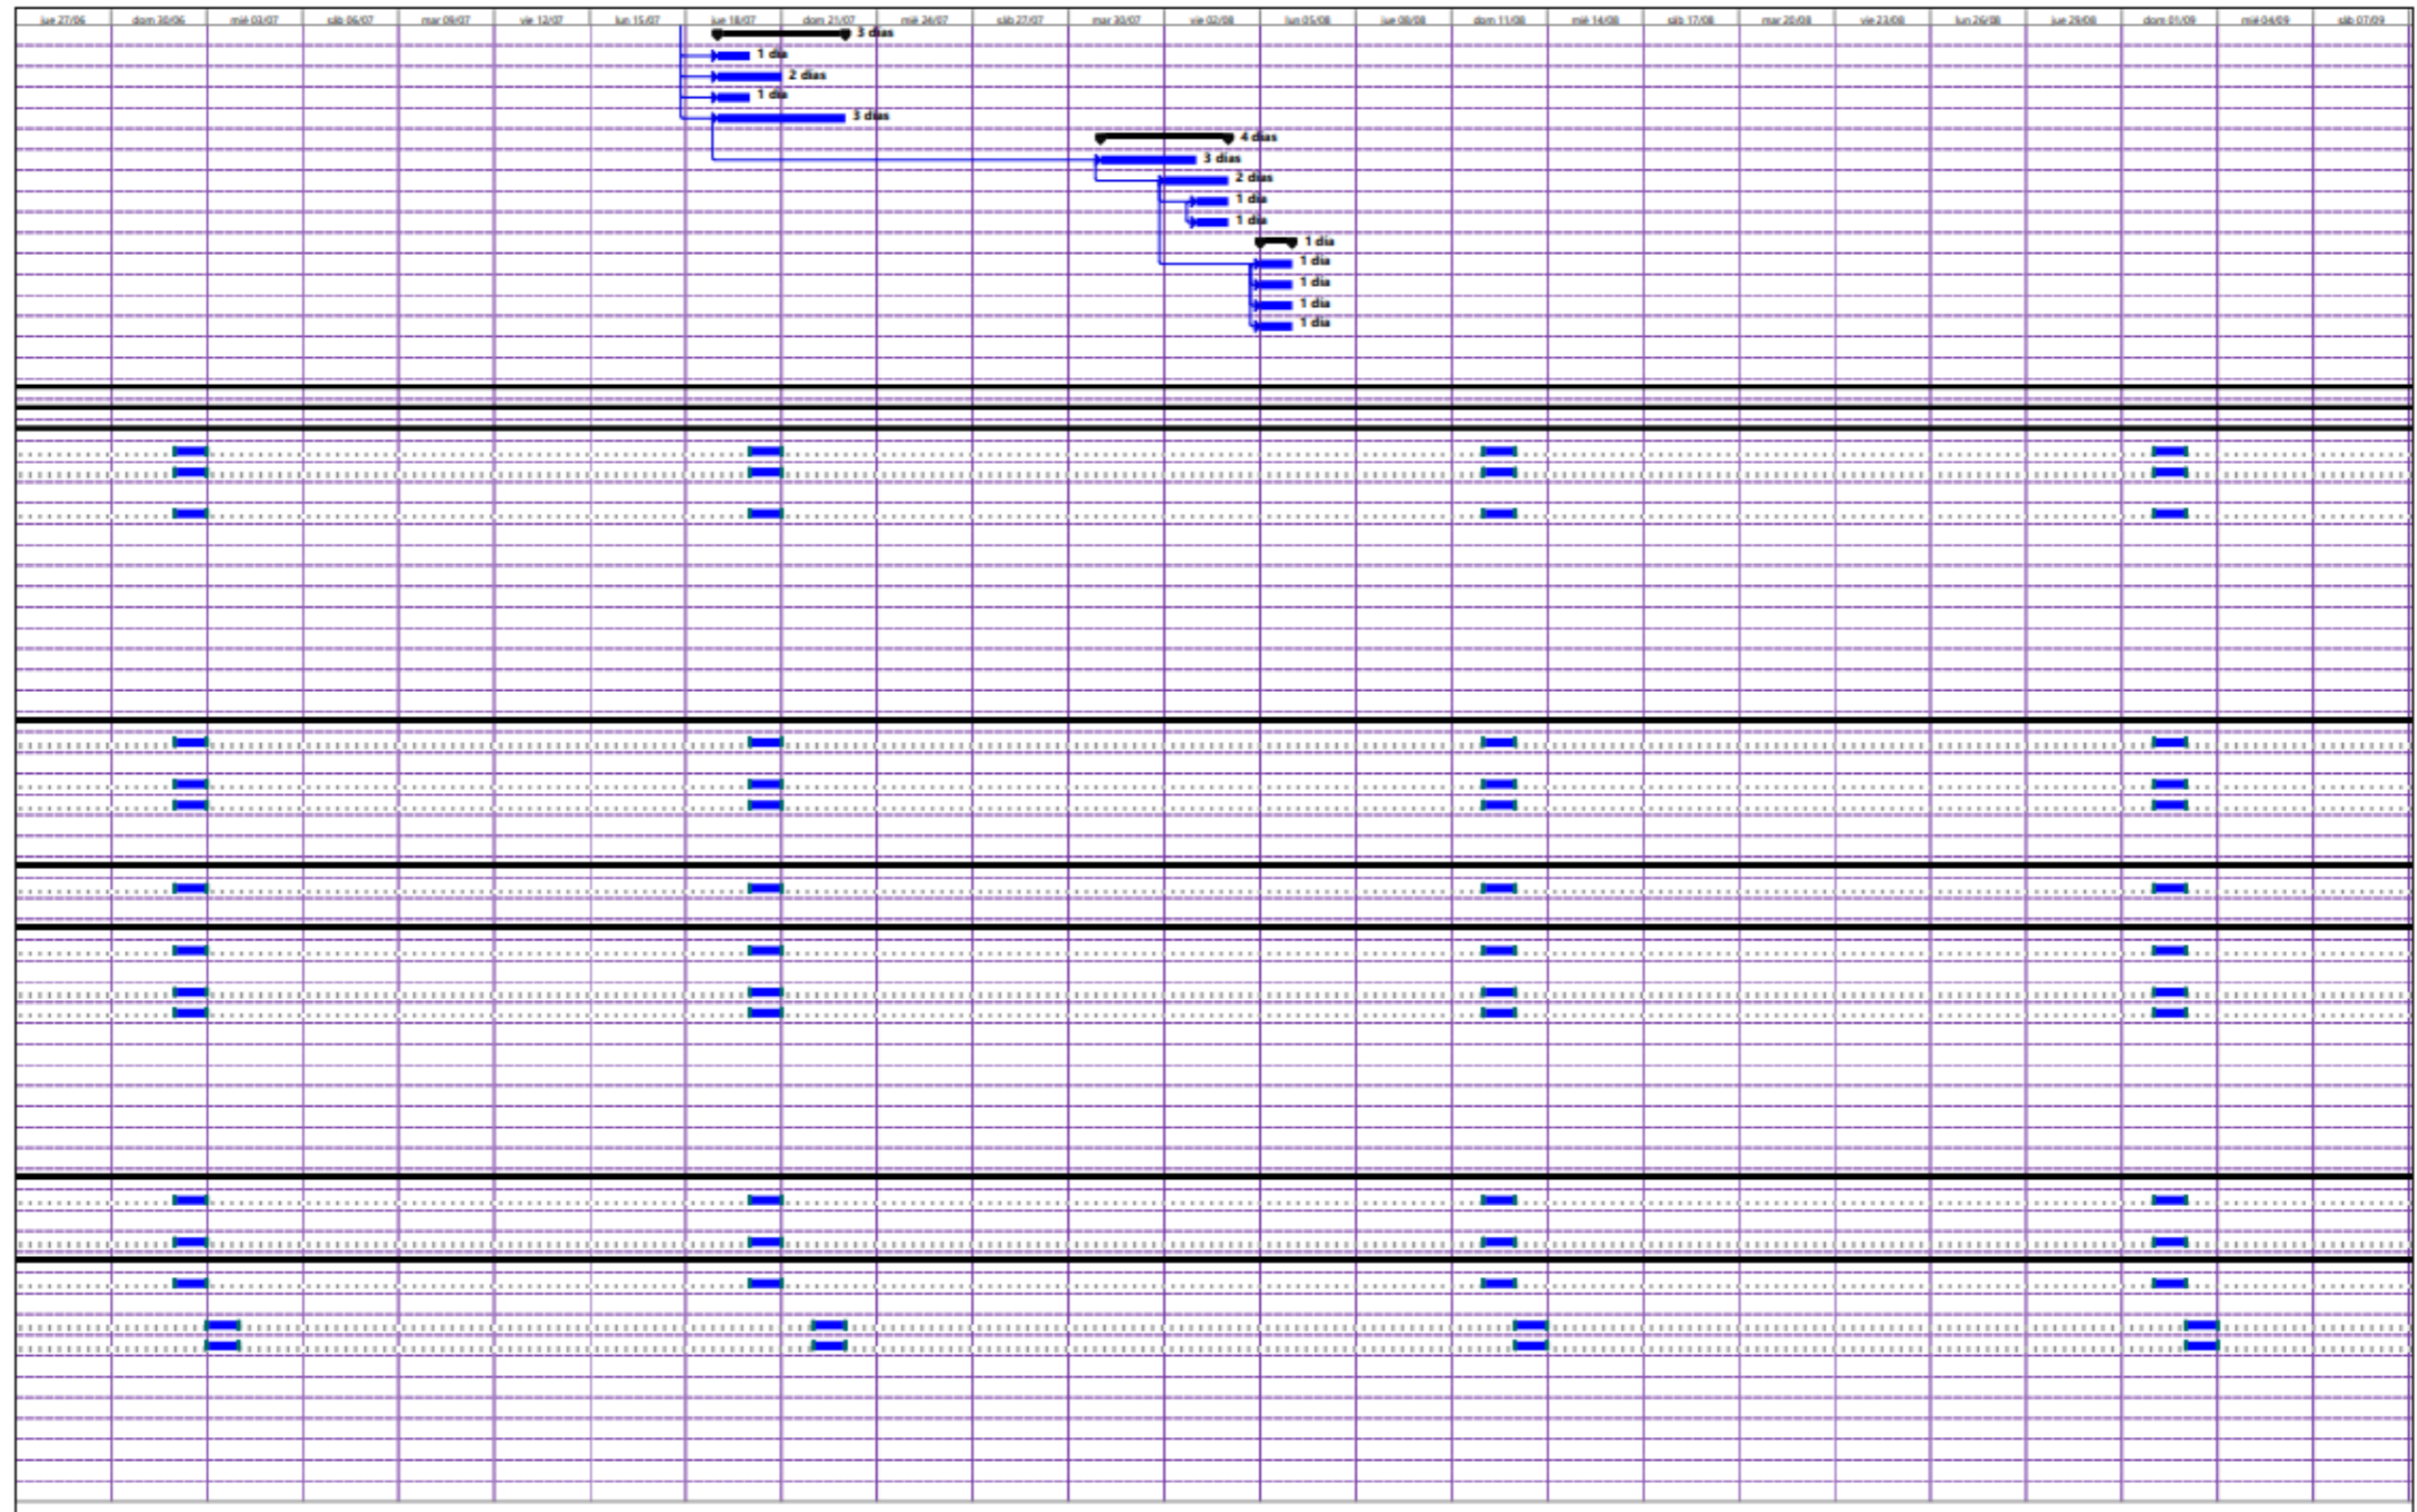 jue 27/06 dom 30/06 mié 03/07 sáb 06/07 mar 09/07 vie 12/07 lun 15/07 jue 18/07 dom 21/07 mié 24/07 sáb 27/07 mar 30/07 vie 02/08 lun 05/08 jue 08/08 dom 11/08 mié 14/08 sáb 17/08 mar 20/08 vie 23/08 lun 26/08 jue 29/08 dom 01/09 mié 04/09 sáb 07/09
3 días
1 día
2 días
1 día
3 días
4 días
3 días
2 días
1 día
1 día
1 día
1 día
1 día
1 día
1 día